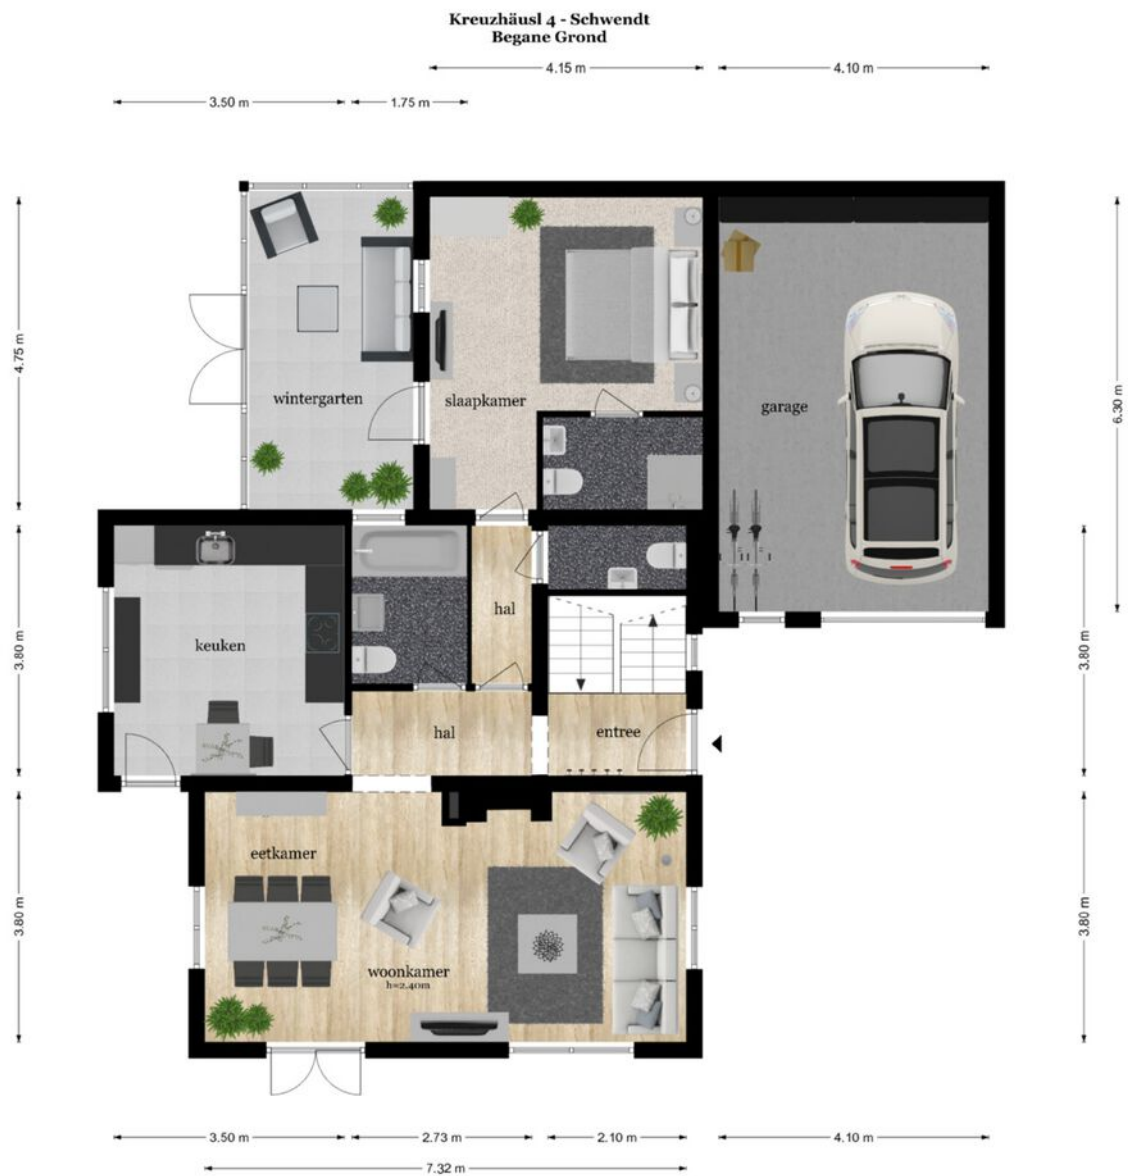 Kreuzhäusl 4 - Schwendt
Begane Grond
4.15 m
4.10 m
3.50 m
1.75 m
4.75 m
6.30 m
wintergarten
slaapkamer
garage
hal
keuken
3.80 m
3.80 m
hal
entree
eetkamer
3.80 m
3.80 m
woonkamer
h=2.40m
3.50 m
2.73 m
2.10 m
4.10 m
7.32 m